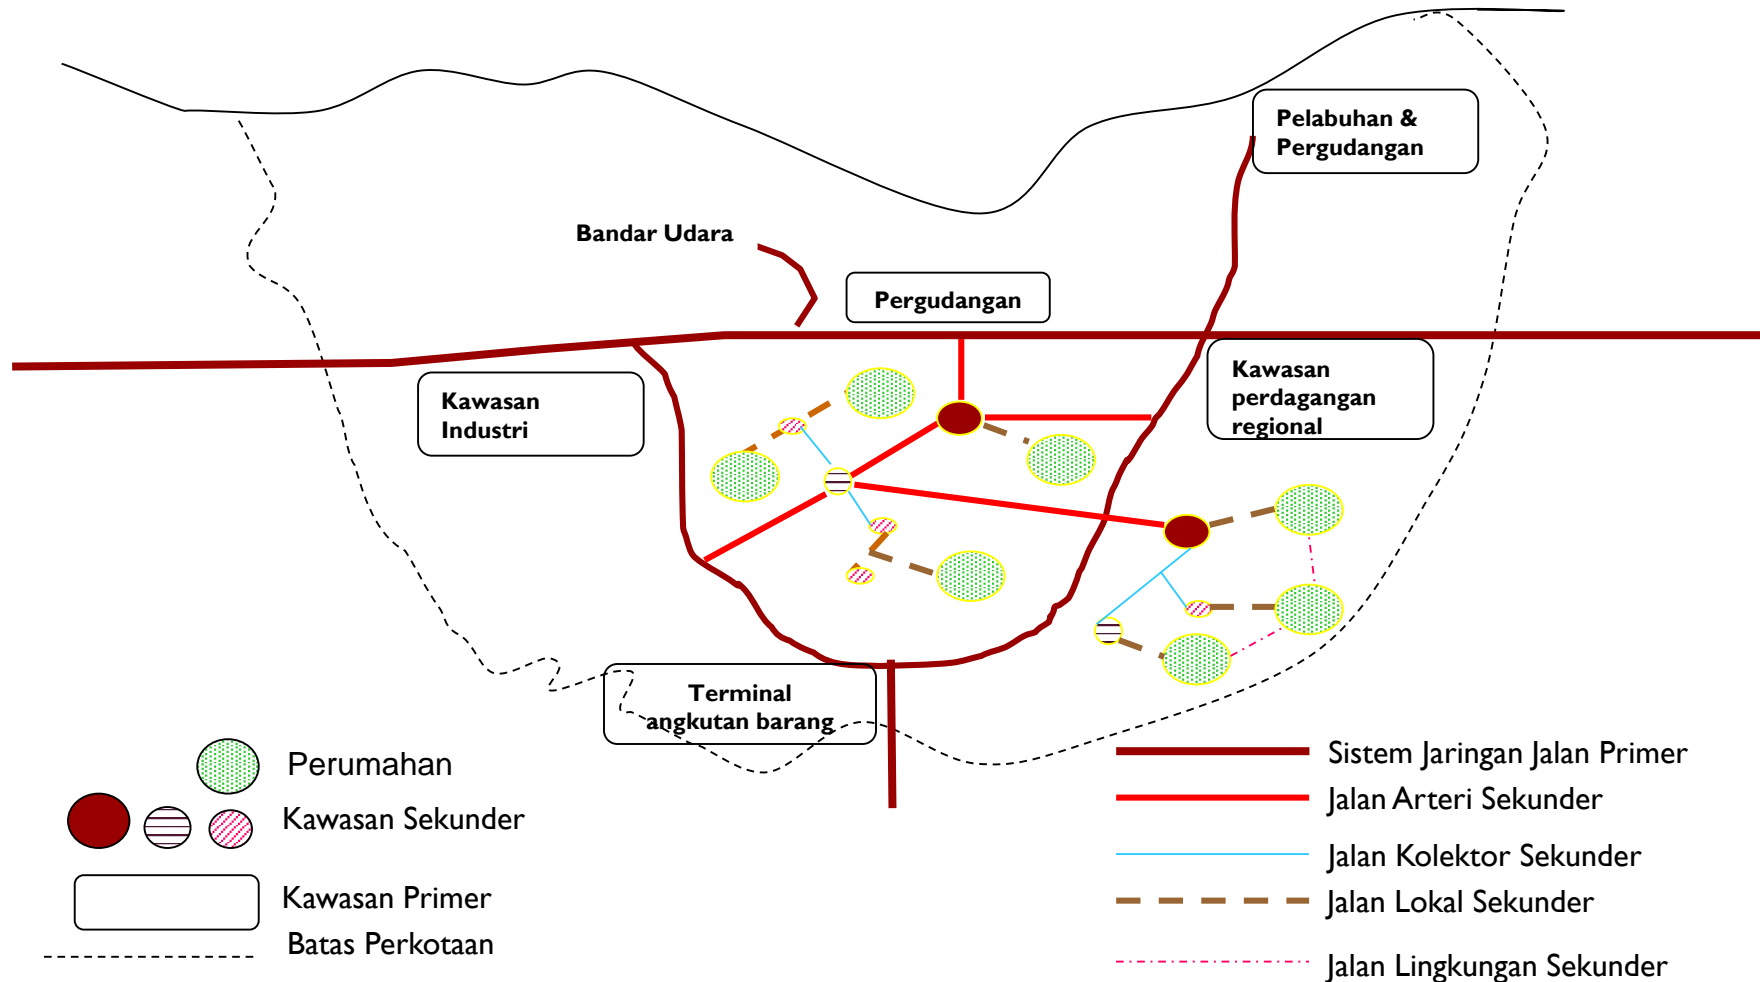 Pelabuhan &
Pergudangan
Bandar Udara
Pergudangan
Kawasan
Industri
Kawasan
perdagangan
regional
Terminal
angkutan barang
Perumahan
Kawasan Sekunder
Kawasan Primer
Batas Perkotaan
Sistem Jaringan Jalan Primer
Jalan Arteri Sekunder
Jalan Kolektor Sekunder
Jalan Lokal Sekunder
Jalan Lingkungan Sekunder